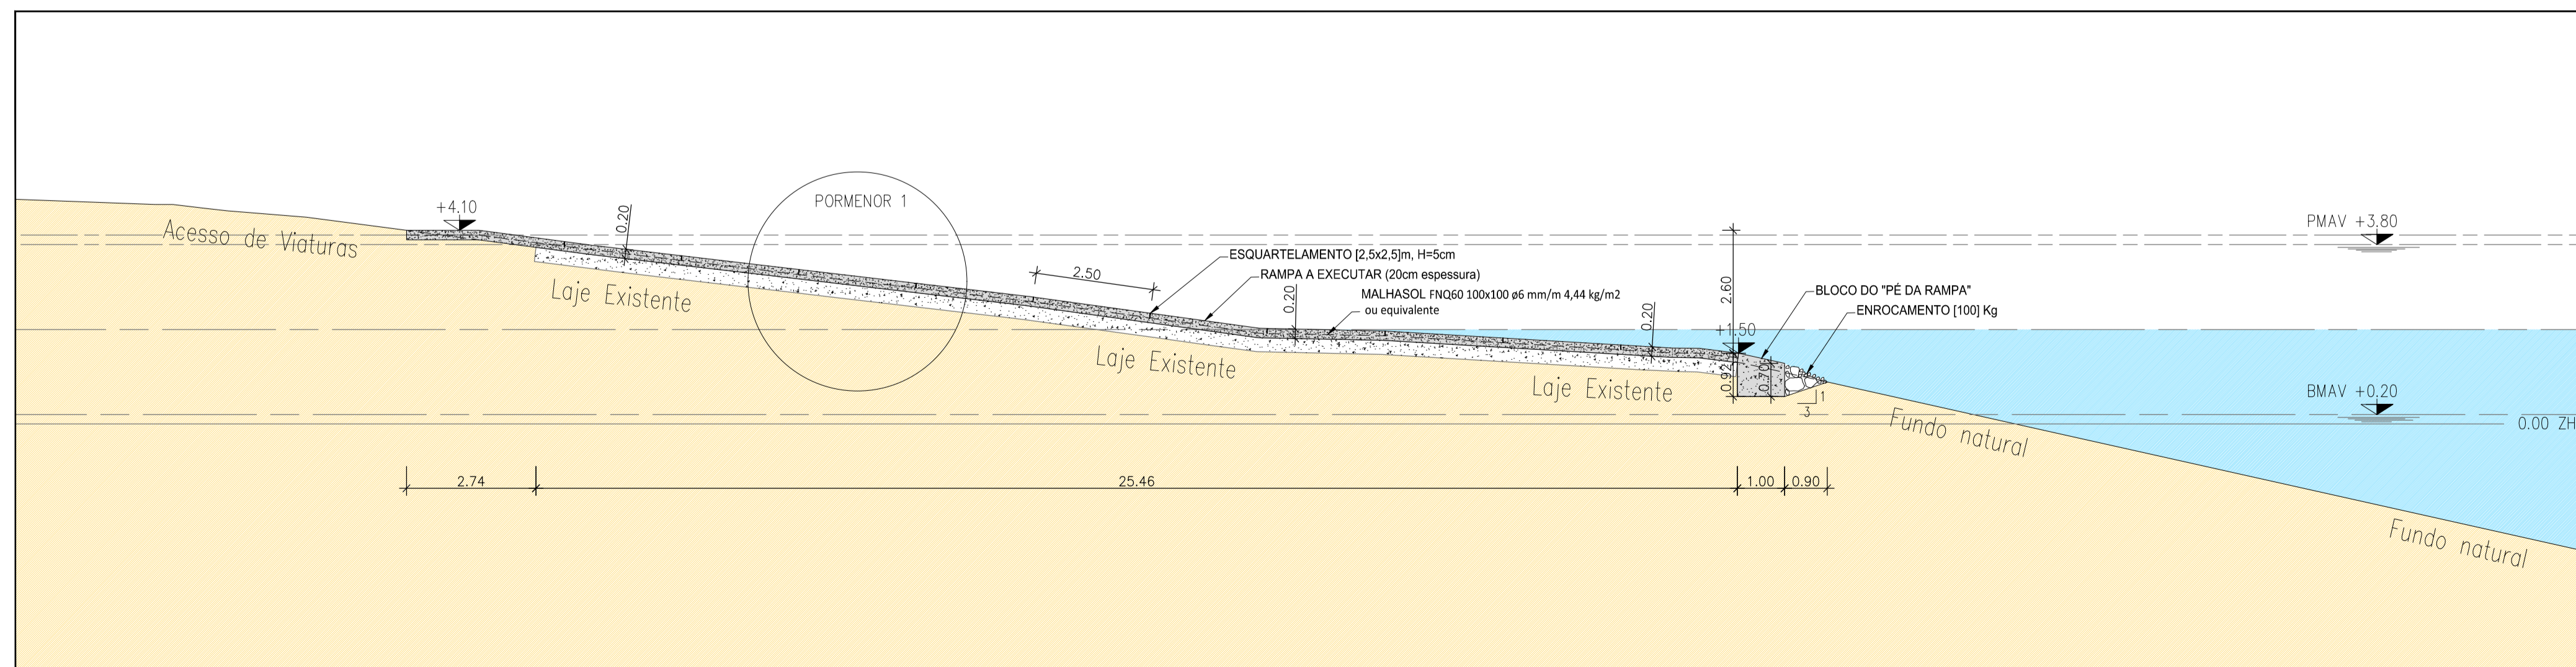 PORMENOR 1
+4.10
0.20
Acesso de Viaturas
PMAV +3.80
ESQUARTELAMENTO [2,5x2,5]m, H=5cm
2.50
RAMPA A EXECUTAR (20cm espessura)
Laje Existente
0.20
MALHASOL FNQ60 100x100 ø6 mm/m 4,44 kg/m2
ou equivalente
2.60
BLOCO DO "PÉ DA RAMPA"
ENROCAMENTO [100] Kg
0.20
+1.50
Laje Existente
0.92
0.70
Laje Existente
1
3
BMAV +0.20
Fundo natural
0.00 ZH
2.74
25.46
1.00
0.90
Fundo natural